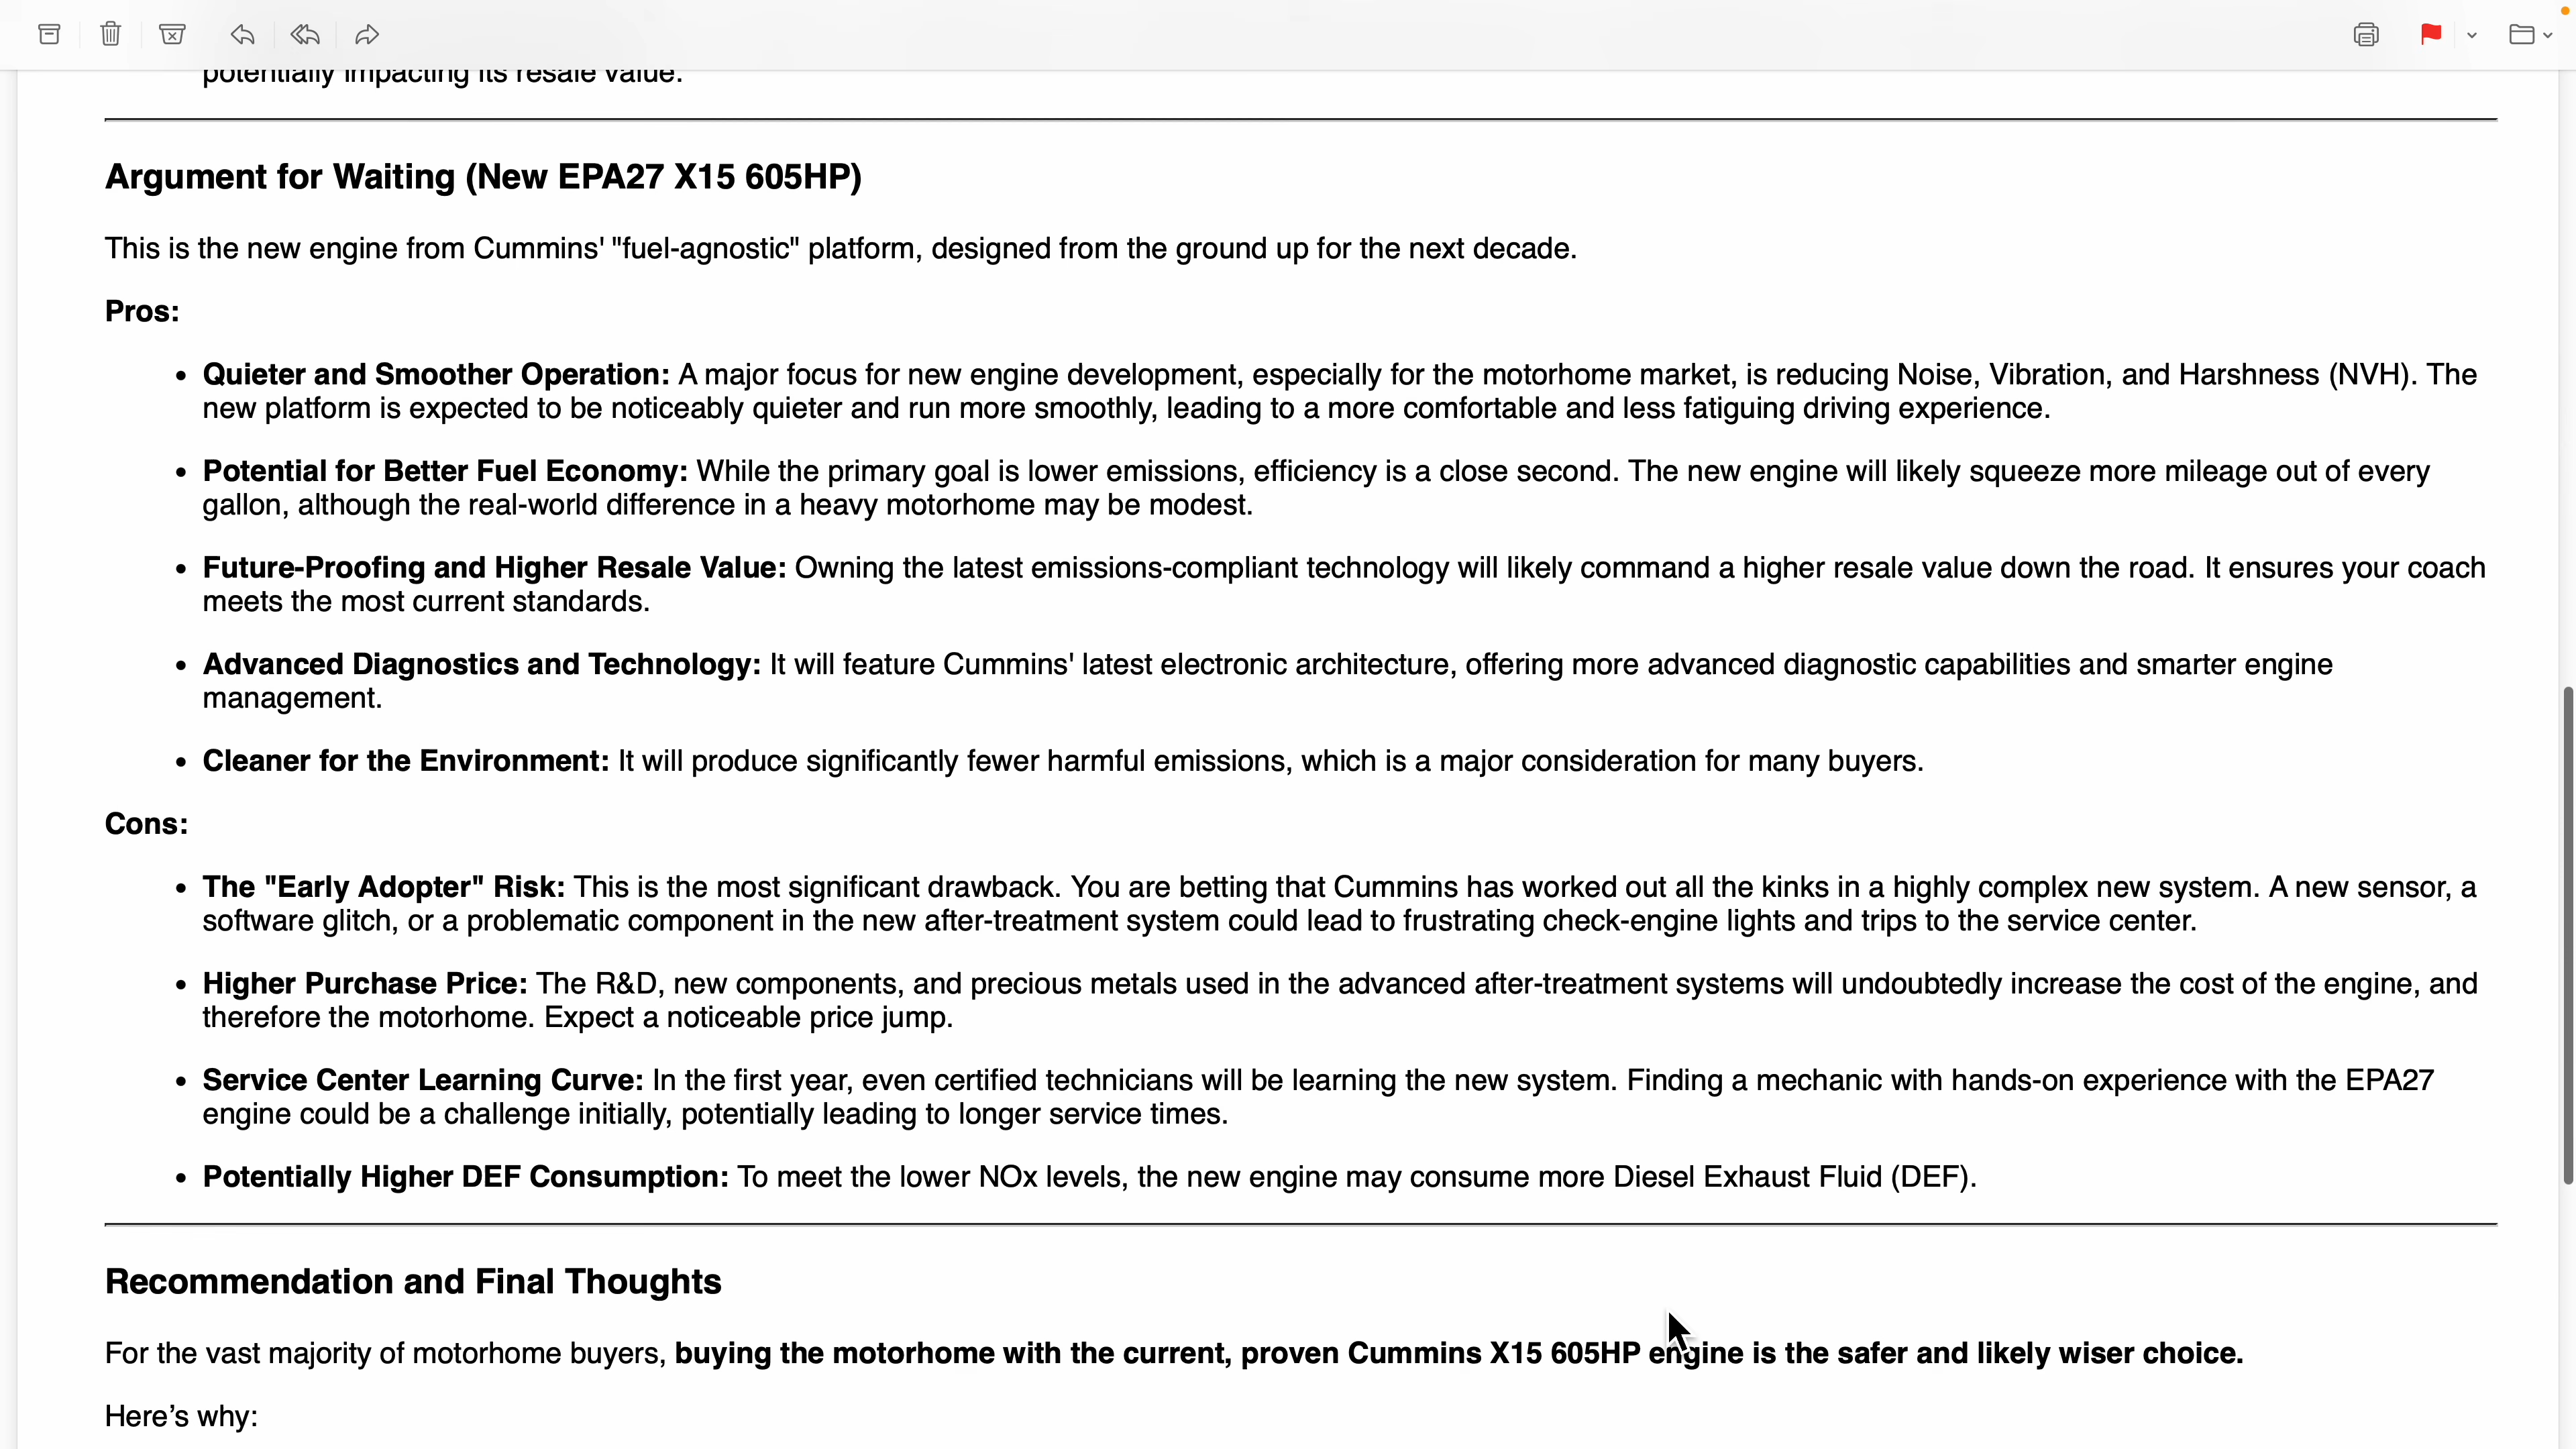 potentially impacting its resale value.
Argument for Waiting (New EPA27 X15 605HP)
This is the new engine from Cummins' "fuel-agnostic" platform, designed from the ground up for the next decade.
Pros:
• Quieter and Smoother Operation: A major focus for new engine development, especially for the motorhome market, is reducing Noise, Vibration, and Harshness (NVH). The
new platform is expected to be noticeably quieter and run more smoothly, leading to a more comfortable and less fatiguing driving experience.
• Potential for Better Fuel Economy: While the primary goal is lower emissions, efficiency is a close second. The new engine will likely squeeze more mileage out of every
gallon, although the real-world difference in a heavy motorhome may be modest.
• Future-Proofing and Higher Resale Value: Owning the latest emissions-compliant technology will likely command a higher resale value down the road. It ensures your coach
meets the most current standards.
• Advanced Diagnostics and Technology: It will feature Cummins' latest electronic architecture, offering more advanced diagnostic capabilities and smarter engine
management.
• Cleaner for the Environment: It will produce significantly fewer harmful emissions, which is a major consideration for many buyers.
Cons:
• The "Early Adopter" Risk: This is the most significant drawback. You are betting that Cummins has worked out all the kinks in a highly complex new system. A new sensor, a
software glitch, or a problematic component in the new after-treatment system could lead to frustrating check-engine lights and trips to the service center.
• Higher Purchase Price: The R&D, new components, and precious metals used in the advanced after-treatment systems will undoubtedly increase the cost of the engine, and
therefore the motorhome. Expect a noticeable price jump.
• Service Center Learning Curve: In the first year, even certified technicians will be learning the new system. Finding a mechanic with hands-on experience with the EPA27
engine could be a challenge initially, potentially leading to longer service times.
• Potentially Higher DEF Consumption: To meet the lower NOx levels, the new engine may consume more Diesel Exhaust Fluid (DEF).
Recommendation and Final Thoughts
For the vast majority of motorhome buyers, buying the motorhome with the current, proven Cummins X15 605HP engine is the safer and likely wiser choice.
Here’s why: